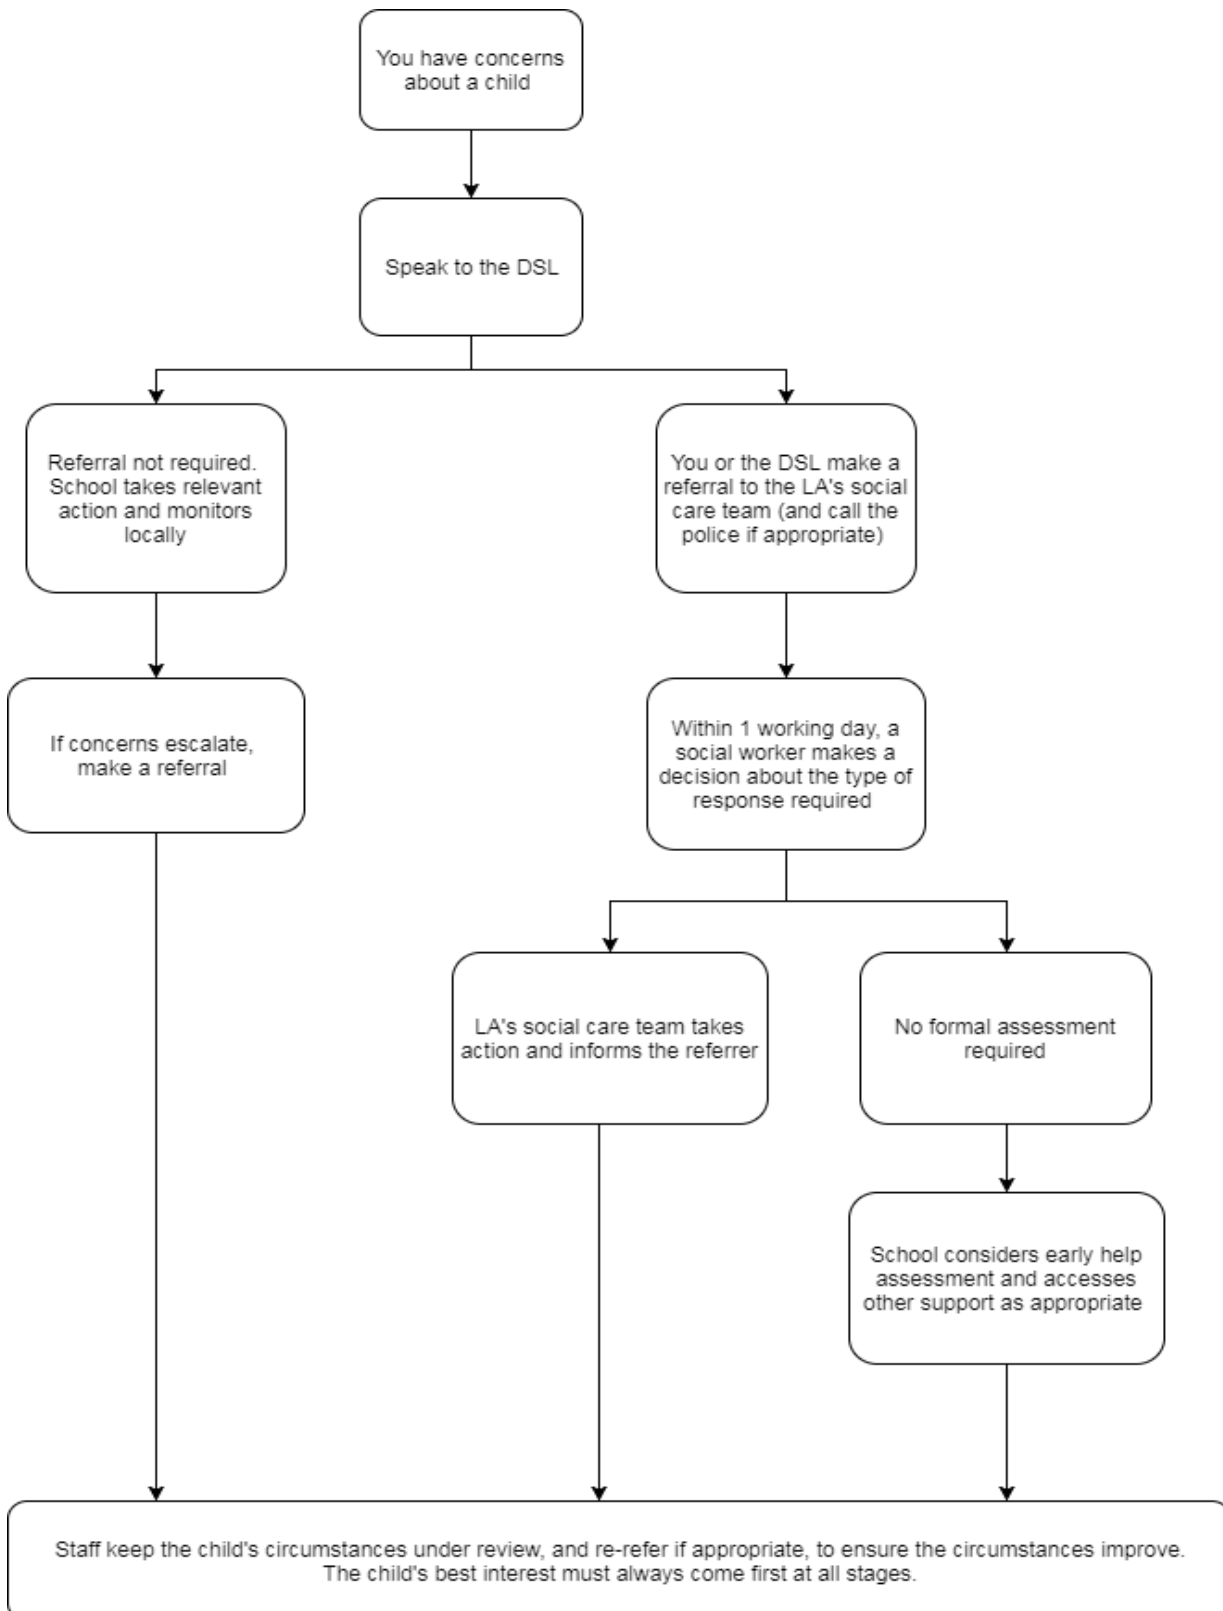 You have concerns
about a child
Speak to the DSL
Referral not required.
School takes relevant
action and monitors
locally
You or the DSL make a
referral to the LA's social
care team (and call the
police if appropriate)
If concerns escalate,
make a referral
Within 1 working day, a
social worker makes a
decision about the type of
response required
LA's social care team takes
action and informs the referrer
No formal assessment
required
School considers early help
assessment and accesses
other support as appropriate
Staff keep the child's circumstances under review, and re-refer if appropriate, to ensure the circumstances improve.
The child's best interest must always come first at all stages.